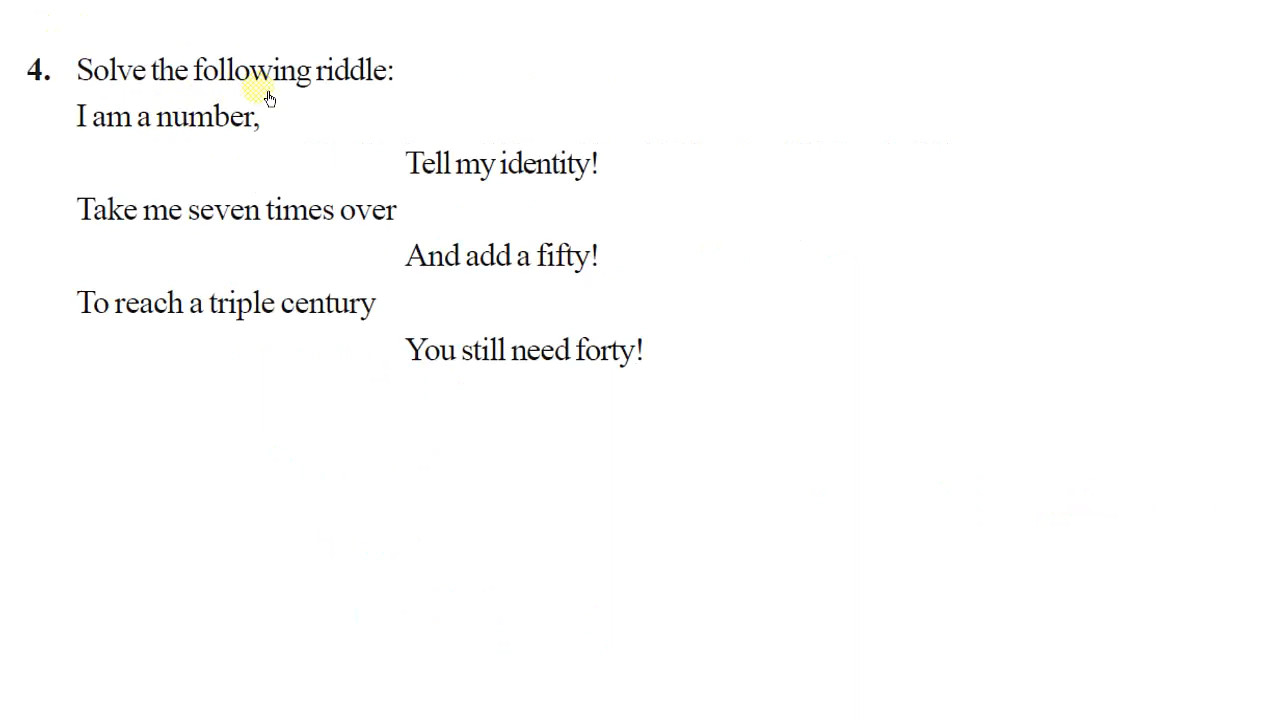 4. Solve the following riddle:
I am a number,
Tell my identity!
Take me seven times over
And add a fifty!
To reach a triple century
You still need forty!